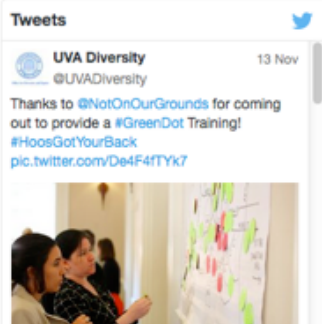 Tweets
UVA Diversity 13 Nov
@UVADiversity
Thanks to @NotOnOurGrounds for coming
out to provide a #GreenDot Training!
#HoosGotYourBack
pic.twitter.com/De4F4fTYk7